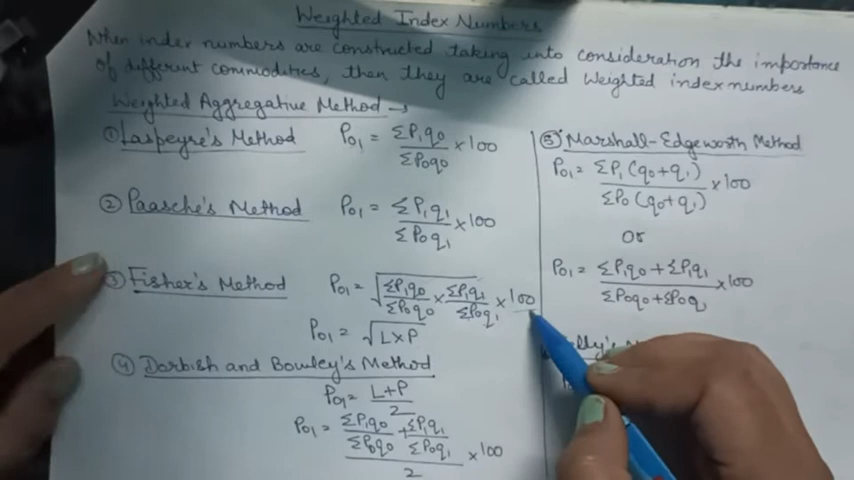 Weighted Index Numbers
When index numbers are constructed taking into consideration the importance
of different commodities, then they are called Weighted index numbers
Weighted Aggregative Method →
① Laspeyre's Method P₀₁ = ΣP₁q₀ / ΣP₀q₀ × 100
② Paasche's Method P₀₁ = ΣP₁q₁ / ΣP₀q₁ × 100
③ Fisher's Method P₀₁ = √(ΣP₁q₀ / ΣP₀q₀ × ΣP₁q₁ / ΣP₀q₁) × 100
P₀₁ = √(L×P)
④ Dorbish and Bowley's Method
P₀₁ = (L+P) / 2
P₀₁ = (ΣP₁q₀ / ΣP₀q₀ + ΣP₁q₁ / ΣP₀q₁) / 2 × 100
⑤ Marshall-Edgeworth Method
P₀₁ = ΣP₁(q₀+q₁) / ΣP₀(q₀+q₁) × 100
OR
P₀₁ = (ΣP₁q₀ + ΣP₁q₁) / (ΣP₀q₀ + ΣP₀q₁) × 100